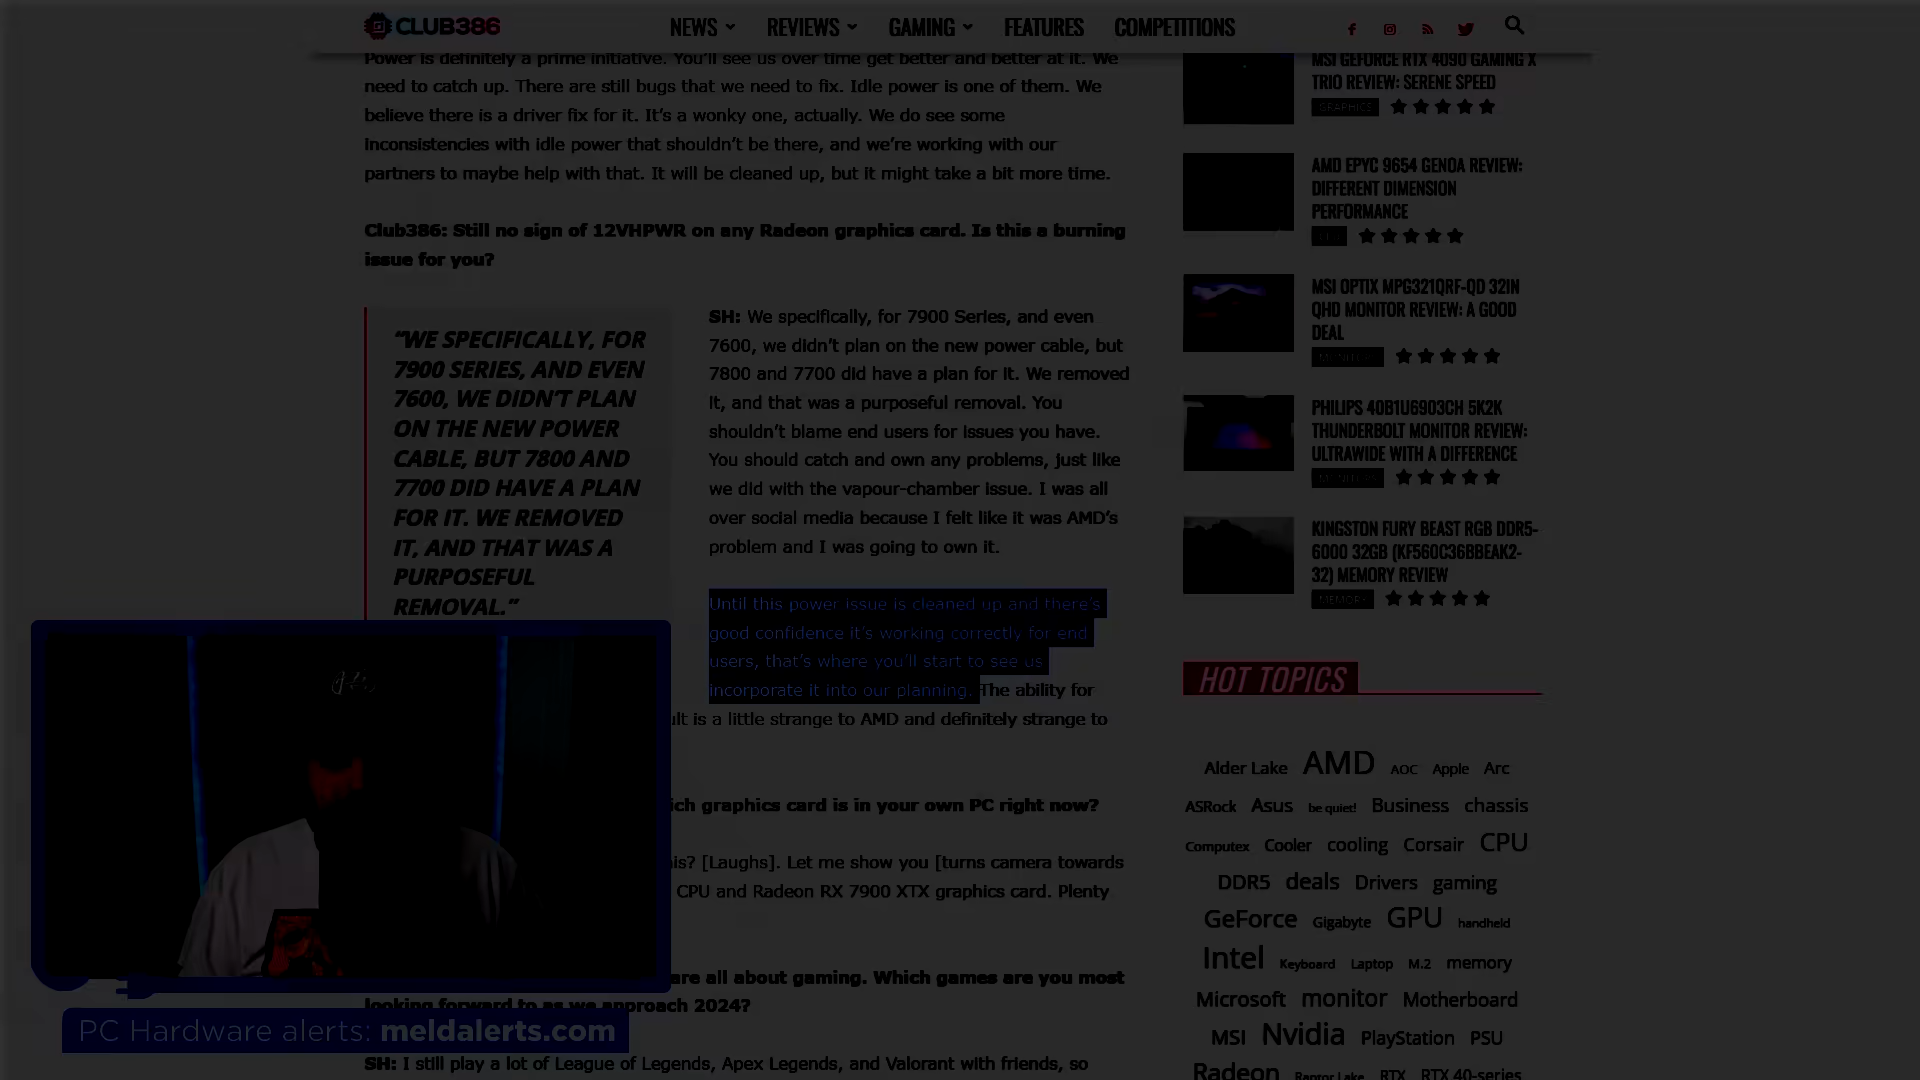 CLUB386
NEWS REVIEWS GAMING FEATURES COMPETITIONS
Power is definitely a prime initiative. You'll see us over time get better and better at it. We
need to catch up. There are still bugs that we need to fix. Idle power is one of them. We
believe there is a driver fix for it. It's a wonky one, actually. We do see some
inconsistencies with idle power that shouldn't be there, and we're working with our
partners to maybe help with that. It will be cleaned up, but it might take a bit more time.
Club386: Still no sign of 12VHPWR on any Radeon graphics card. Is this a burning
issue for you?
“WE SPECIFICALLY, FOR
7900 SERIES, AND EVEN
7600, WE DIDN'T PLAN
ON THE NEW POWER
CABLE, BUT 7800 AND
7700 DID HAVE A PLAN
FOR IT. WE REMOVED
IT, AND THAT WAS A
PURPOSEFUL
REMOVAL.”
SH: We specifically, for 7900 Series, and even
7600, we didn't plan on the new power cable, but
7800 and 7700 did have a plan for it. We removed
it, and that was a purposeful removal. You
shouldn't blame end users for issues you have.
You should catch and own any problems, just like
we did with the vapour-chamber issue. I was all
over social media because I felt like it was AMD's
problem and I was going to own it.
Until this power issue is cleaned up and there's
good confidence it's working correctly for end
users, that's where you'll start to see us
incorporate it into our planning. The ability for
is a little strange to AMD and definitely strange to
graphics card is in your own PC right now?
[Laughs]. Let me show you [turns camera towards
CPU and Radeon RX 7900 XTX graphics card. Plenty
are all about gaming. Which games are you most
looking forward to as we approach 2024?
SH: I still play a lot of League of Legends, Apex Legends, and Valorant with friends, so
PC Hardware alerts: meldalerts.com
MSI GEFORCE RTX 4090 GAMING X
TRIO REVIEW: SERENE SPEED
GRAPHICS
AMD EPYC 9654 GENOA REVIEW:
DIFFERENT DIMENSION
PERFORMANCE
MSI OPTIX MPG321QRF-QD 32IN
QHD MONITOR REVIEW: A GOOD
DEAL
MONITORS
PHILIPS 40B1U6903CH 5K2K
THUNDERBOLT MONITOR REVIEW:
ULTRAWIDE WITH A DIFFERENCE
MONITORS
KINGSTON FURY BEAST RGB DDR5-
6000 32GB (KF560C36BBEAK2-
32) MEMORY REVIEW
MEMORY
HOT TOPICS
Alder Lake AMD AOC Apple Arc
ASRock Asus be quiet! Business chassis
Computex Cooler cooling Corsair CPU
DDR5 deals Drivers gaming
GeForce Gigabyte GPU handheld
Intel Keyboard Laptop M.2 memory
Microsoft monitor Motherboard
MSI Nvidia PlayStation PSU
Radeon Raptor Lake RTX RTX 40-series